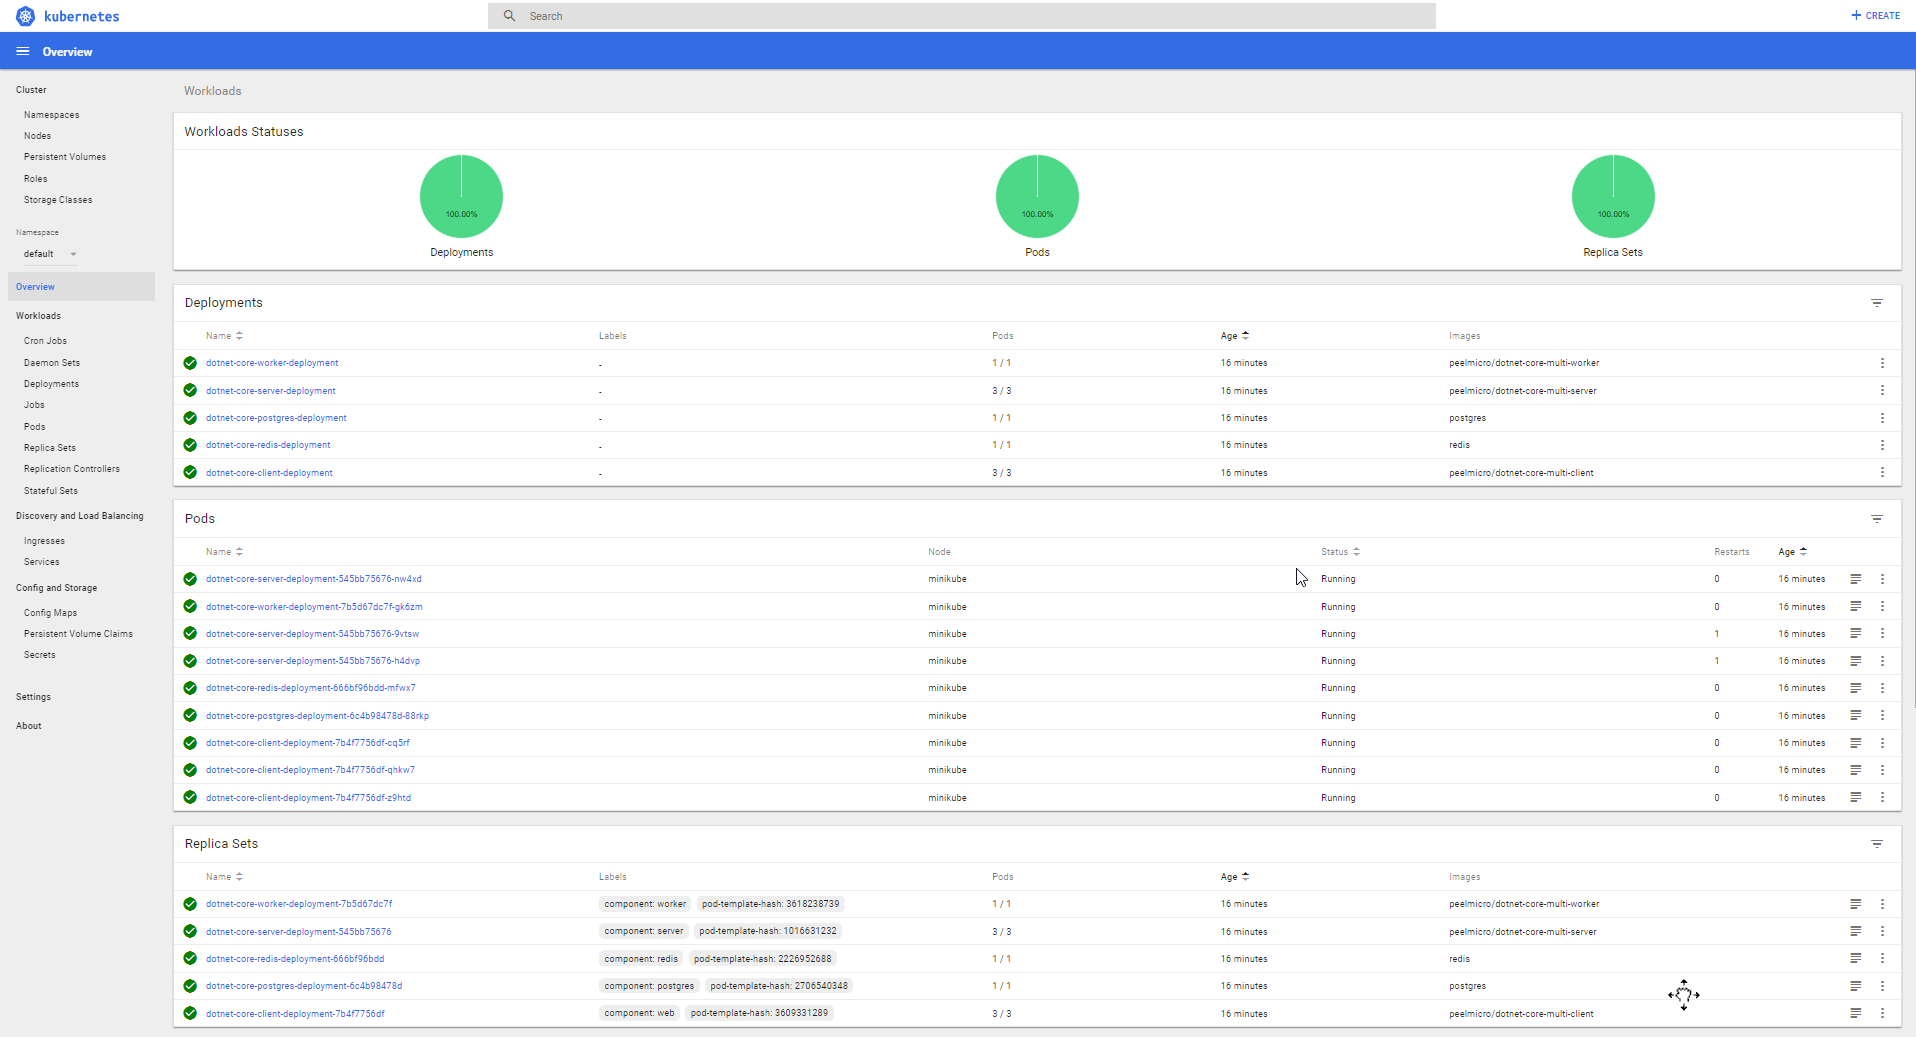 kubernetes
Search
CREATE
Overview
Cluster
Namespaces
Nodes
Persistent Volumes
Roles
Storage Classes
Namespace
default
Overview
Workloads
Cron Jobs
Daemon Sets
Deployments
Jobs
Pods
Replica Sets
Replication Controllers
Stateful Sets
Discovery and Load Balancing
Ingresses
Services
Config and Storage
Config Maps
Persistent Volume Claims
Secrets
Settings
About
Workloads
Workloads Statuses
100.00% 100.00% 100.00%
Deployments Pods Replica Sets
Deployments
Name Labels Pods Age Images
dotnet-core-worker-deployment - 1 / 1 16 minutes peelmicro/dotnet-core-multi-worker
dotnet-core-server-deployment - 3 / 3 16 minutes peelmicro/dotnet-core-multi-server
dotnet-core-postgres-deployment - 1 / 1 16 minutes postgres
dotnet-core-redis-deployment - 1 / 1 16 minutes redis
dotnet-core-client-deployment - 3 / 3 16 minutes peelmicro/dotnet-core-multi-client
Pods
Name Node Status Restarts Age
dotnet-core-server-deployment-545bb75676-nw4xd minikube Running 0 16 minutes
dotnet-core-worker-deployment-7b5d67dc7f-gk6zm minikube Running 0 16 minutes
dotnet-core-server-deployment-545bb75676-9vtsw minikube Running 1 16 minutes
dotnet-core-server-deployment-545bb75676-h4dvp minikube Running 1 16 minutes
dotnet-core-redis-deployment-666bf96bdd-mfwx7 minikube Running 0 16 minutes
dotnet-core-postgres-deployment-6c4b98478d-88rkp minikube Running 0 16 minutes
dotnet-core-client-deployment-7b4f7756df-cq5rf minikube Running 0 16 minutes
dotnet-core-client-deployment-7b4f7756df-qhkw7 minikube Running 0 16 minutes
dotnet-core-client-deployment-7b4f7756df-z9htd minikube Running 0 16 minutes
Replica Sets
Name Labels Pods Age Images
dotnet-core-worker-deployment-7b5d67dc7f component: worker pod-template-hash: 3618238739 1 / 1 16 minutes peelmicro/dotnet-core-multi-worker
dotnet-core-server-deployment-545bb75676 component: server pod-template-hash: 1016631232 3 / 3 16 minutes peelmicro/dotnet-core-multi-server
dotnet-core-redis-deployment-666bf96bdd component: redis pod-template-hash: 2226952688 1 / 1 16 minutes redis
dotnet-core-postgres-deployment-6c4b98478d component: postgres pod-template-hash: 2706540348 1 / 1 16 minutes postgres
dotnet-core-client-deployment-7b4f7756df component: web pod-template-hash: 3609331289 3 / 3 16 minutes peelmicro/dotnet-core-multi-client